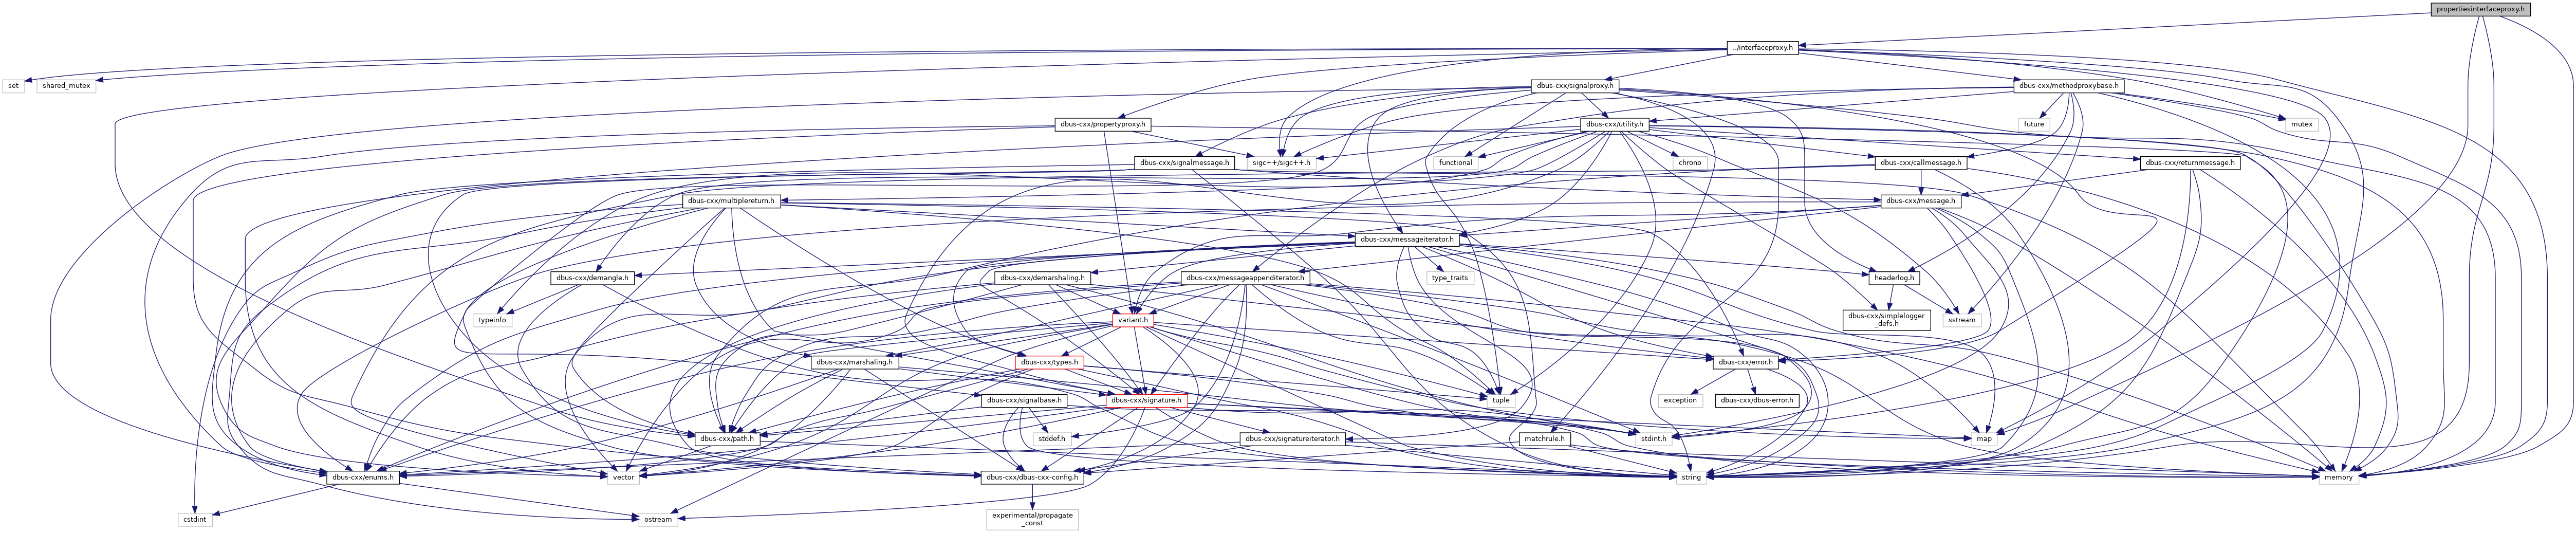 propertiesinterfaceproxy.h
../interfaceproxy.h
set
shared_mutex
dbus-cxx/signalproxy.h
dbus-cxx/methodproxybase.h
dbus-cxx/propertyproxy.h
dbus-cxx/utility.h
future
mutex
dbus-cxx/signalmessage.h
sigc++/sigc++.h
functional
chrono
dbus-cxx/callmessage.h
dbus-cxx/returnmessage.h
dbus-cxx/multiplereturn.h
dbus-cxx/message.h
dbus-cxx/messageiterator.h
dbus-cxx/demangle.h
dbus-cxx/demarshaling.h
dbus-cxx/messageappenditerator.h
type_traits
headerlog.h
typeinfo
variant.h
dbus-cxx/simplelogger
_defs.h
sstream
dbus-cxx/marshaling.h
dbus-cxx/types.h
dbus-cxx/error.h
dbus-cxx/signalbase.h
dbus-cxx/signature.h
tuple
exception
dbus-cxx/dbus-error.h
dbus-cxx/path.h
stddef.h
dbus-cxx/signatureiterator.h
matchrule.h
stdint.h
map
dbus-cxx/enums.h
vector
dbus-cxx/dbus-cxx-config.h
string
memory
cstdint
ostream
experimental/propagate
_const